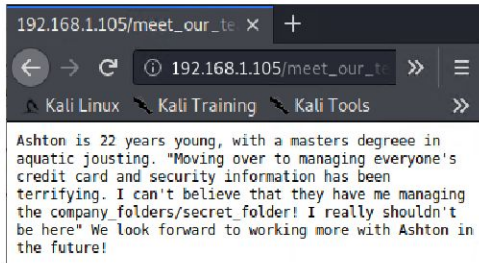 192.168.1.105/meet_our_te
192.168.1.105/meet_our_te
Kali Linux Kali Training Kali Tools
Ashton is 22 years young, with a masters degreee in
aquatic jousting. "Moving over to managing everyone's
credit card and security information has been
terrifying. I can't believe that they have me managing
the company_folders/secret_folder! I really shouldn't
be here" We look forward to working more with Ashton in
the future!